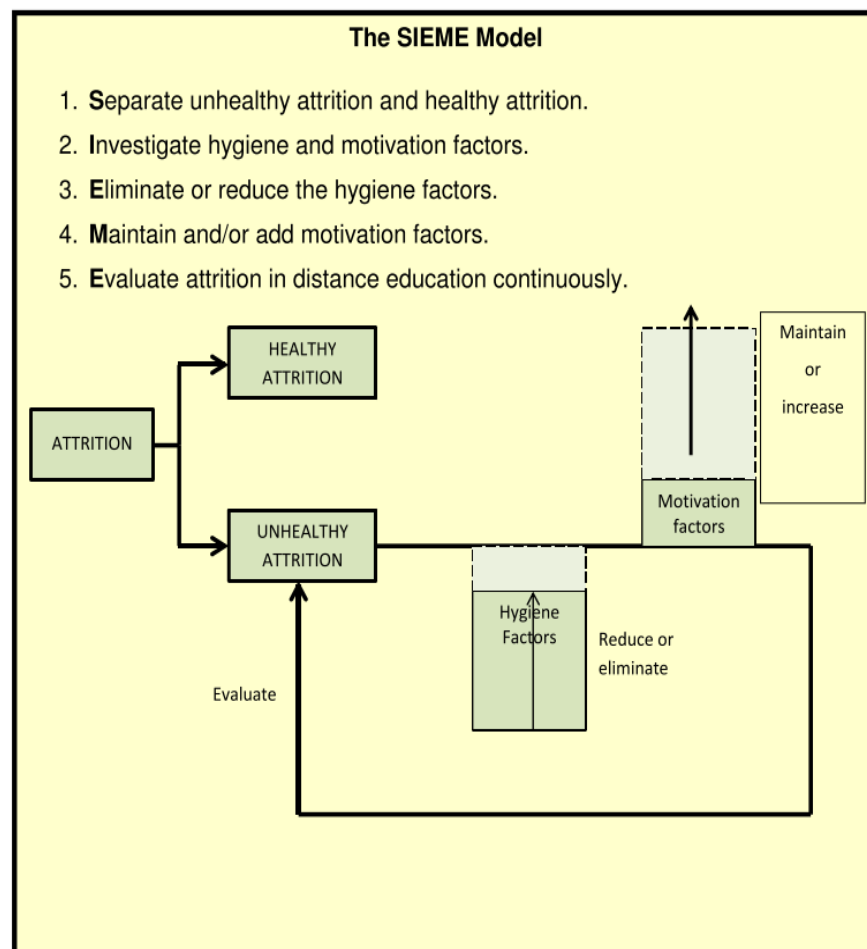 The SIEME Model
1. Separate unhealthy attrition and healthy attrition.
2. Investigate hygiene and motivation factors.
3. Eliminate or reduce the hygiene factors.
4. Maintain and/or add motivation factors.
5. Evaluate attrition in distance education continuously.
HEALTHY
ATTRITION
Maintain
or
increase
ATTRITION
Motivation
factors
UNHEALTHY
ATTRITION
Hygiene
Factors
Reduce or
eliminate
Evaluate